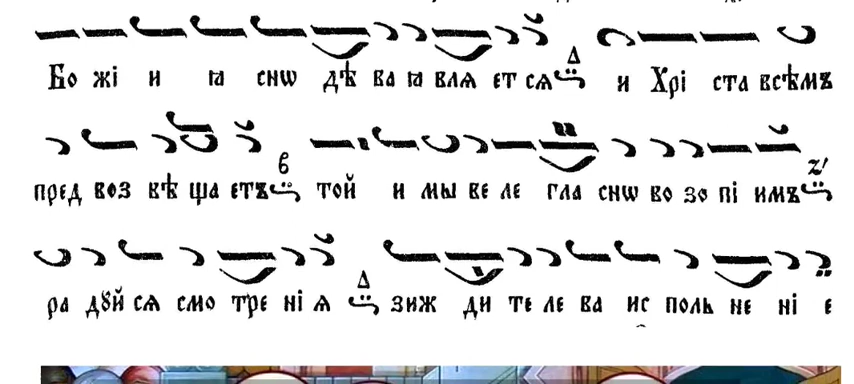 Бо жі и ꙗ снѡ дѣ ва ꙗ влѧ ет сѧ Δ и Хрі ста всѣмъ
пред воз вѣ ща етъ в той и мы ве ле гла снѡ во зо пі имъ
ра дꙋй сѧ смо тре ні ѧ Δ зиж ди те ле ва ис поль не ні е